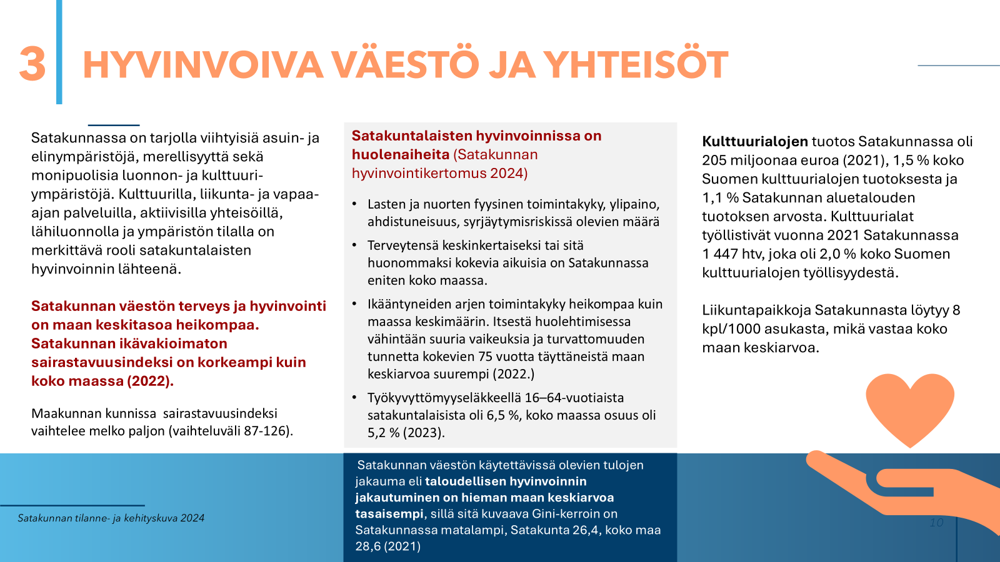 3
HYVINVOIVA VÄESTÖ JA YHTEISÖT
Satakunnassa on tarjolla viihtyisiä asuin- ja
elinympäristöjä, merellisyyttä sekä
monipuolisia luonnon- ja kulttuuri-
ympäristöjä. Kulttuurilla, liikunta- ja vapaa-
ajan palveluilla, aktiivisilla yhteisöillä,
lähiluonnolla ja ympäristön tilalla on
merkittävä rooli satakuntalaisten
hyvinvoinnin lähteenä.
Satakunnan väestön terveys ja hyvinvointi
on maan keskitasoa heikompaa.
Satakunnan ikävakioimaton
sairastavuusindeksi on korkeampi kuin
koko maassa (2022).
Maakunnan kunnissa  sairastavuusindeksi
vaihtelee melko paljon (vaihteluväli 87-126).
Satakuntalaisten hyvinvoinnissa on
huolenaiheita (Satakunnan
hyvinvointikertomus 2024)
• Lasten ja nuorten fyysinen toimintakyky, ylipaino,
ahdistuneisuus, syrjäytymisriskissä olevien määrä
• Terveytensä keskinkertaiseksi tai sitä
huonommaksi kokevia aikuisia on Satakunnassa
eniten koko maassa.
• Ikääntyneiden arjen toimintakyky heikompaa kuin
maassa keskimäärin. Itsestä huolehtimisessa
vähintään suuria vaikeuksia ja turvattomuuden
tunnetta kokevien 75 vuotta täyttäneistä maan
keskiarvoa suurempi (2022.)
• Työkyvyttömyyseläkkeellä 16–64-vuotiaista
satakuntalaisista oli 6,5 %, koko maassa osuus oli
5,2 % (2023).
Satakunnan väestön käytettävissä olevien tulojen
jakauma eli taloudellisen hyvinvoinnin
jakautuminen on hieman maan keskiarvoa
tasaisempi, sillä sitä kuvaava Gini-kerroin on
Satakunnassa matalampi, Satakunta 26,4, koko maa
28,6 (2021)
Kulttuurialojen tuotos Satakunnassa oli
205 miljoonaa euroa (2021), 1,5 % koko
Suomen kulttuurialojen tuotoksesta ja
1,1 % Satakunnan aluetalouden
tuotoksen arvosta. Kulttuurialat
työllistivät vuonna 2021 Satakunnassa
1 447 htv, joka oli 2,0 % koko Suomen
kulttuurialojen työllisyydestä.
Liikuntapaikkoja Satakunnasta löytyy 8
kpl/1000 asukasta, mikä vastaa koko
maan keskiarvoa.
Satakunnan tilanne- ja kehityskuva 2024
10